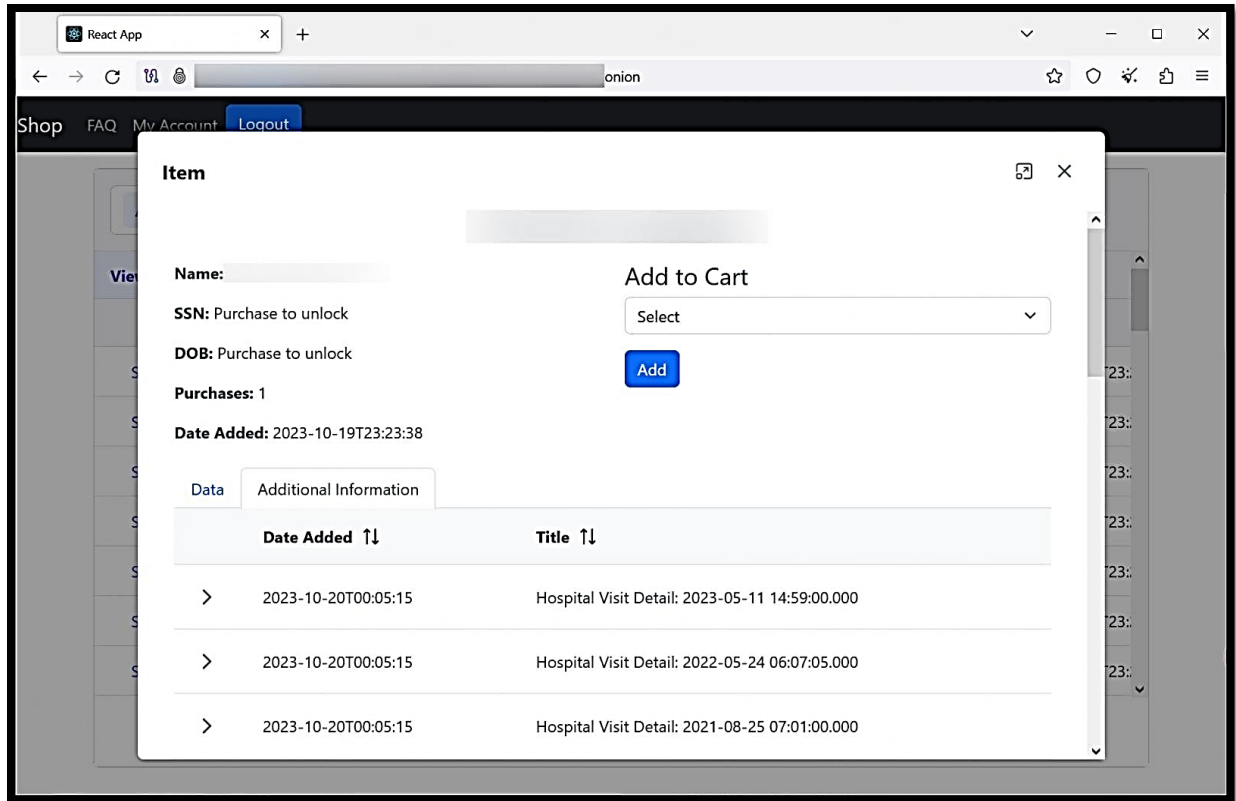 React App
onion
Shop FAQ My Account Logout
Item
Name:
SSN: Purchase to unlock
DOB: Purchase to unlock
Purchases: 1
Date Added: 2023-10-19T23:23:38
Add to Cart
Select
Add
Data Additional Information
Date Added Title
2023-10-20T00:05:15 Hospital Visit Detail: 2023-05-11 14:59:00.000
2023-10-20T00:05:15 Hospital Visit Detail: 2022-05-24 06:07:05.000
2023-10-20T00:05:15 Hospital Visit Detail: 2021-08-25 07:01:00.000